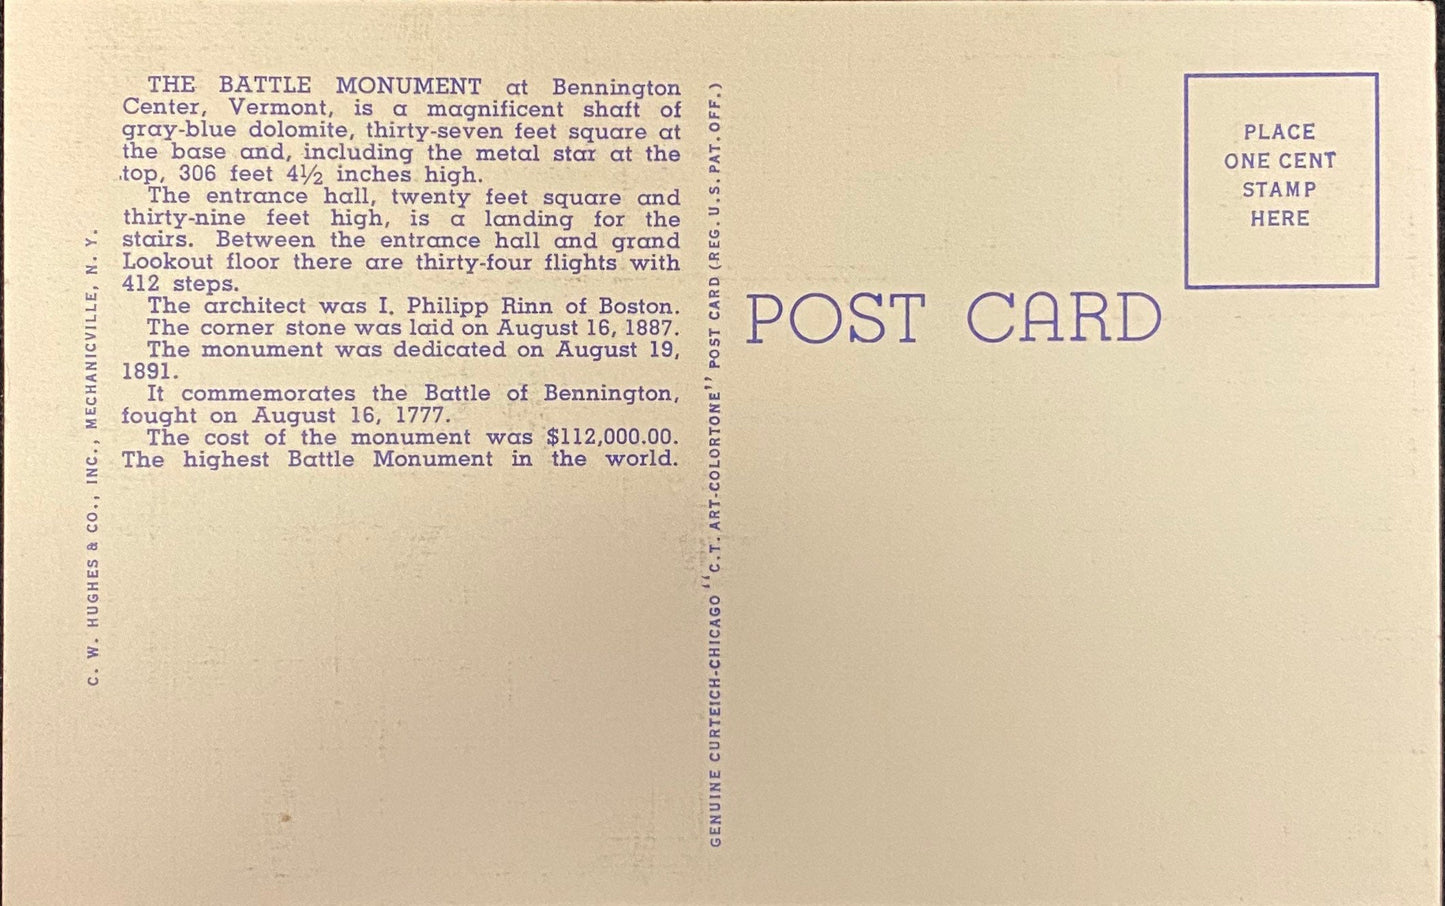 THE BATTLE MONUMENT at Bennington
Center, Vermont, is a magnificent shaft of
gray-blue dolomite, thirty-seven feet square at
the base and, including the metal star at the
top, 306 feet 4½ inches high.
The entrance hall, twenty feet square and
thirty-nine feet high, is a landing for the
stairs. Between the entrance hall and grand
Lookout floor there are thirty-four flights with
412 steps.
The architect was I. Philipp Rinn of Boston.
The corner stone was laid on August 16, 1887.
The monument was dedicated on August 19,
1891.
It commemorates the Battle of Bennington,
fought on August 16, 1777.
The cost of the monument was $112,000.00.
The highest Battle Monument in the world.
C. W. HUGHES & CO., INC., MECHANICVILLE, N. Y.
GENUINE CURTEICH-CHICAGO "C.T. ART-COLORTONE" POST CARD (REG. U.S. PAT. OFF.)
POST CARD
PLACE
ONE CENT
STAMP
HERE